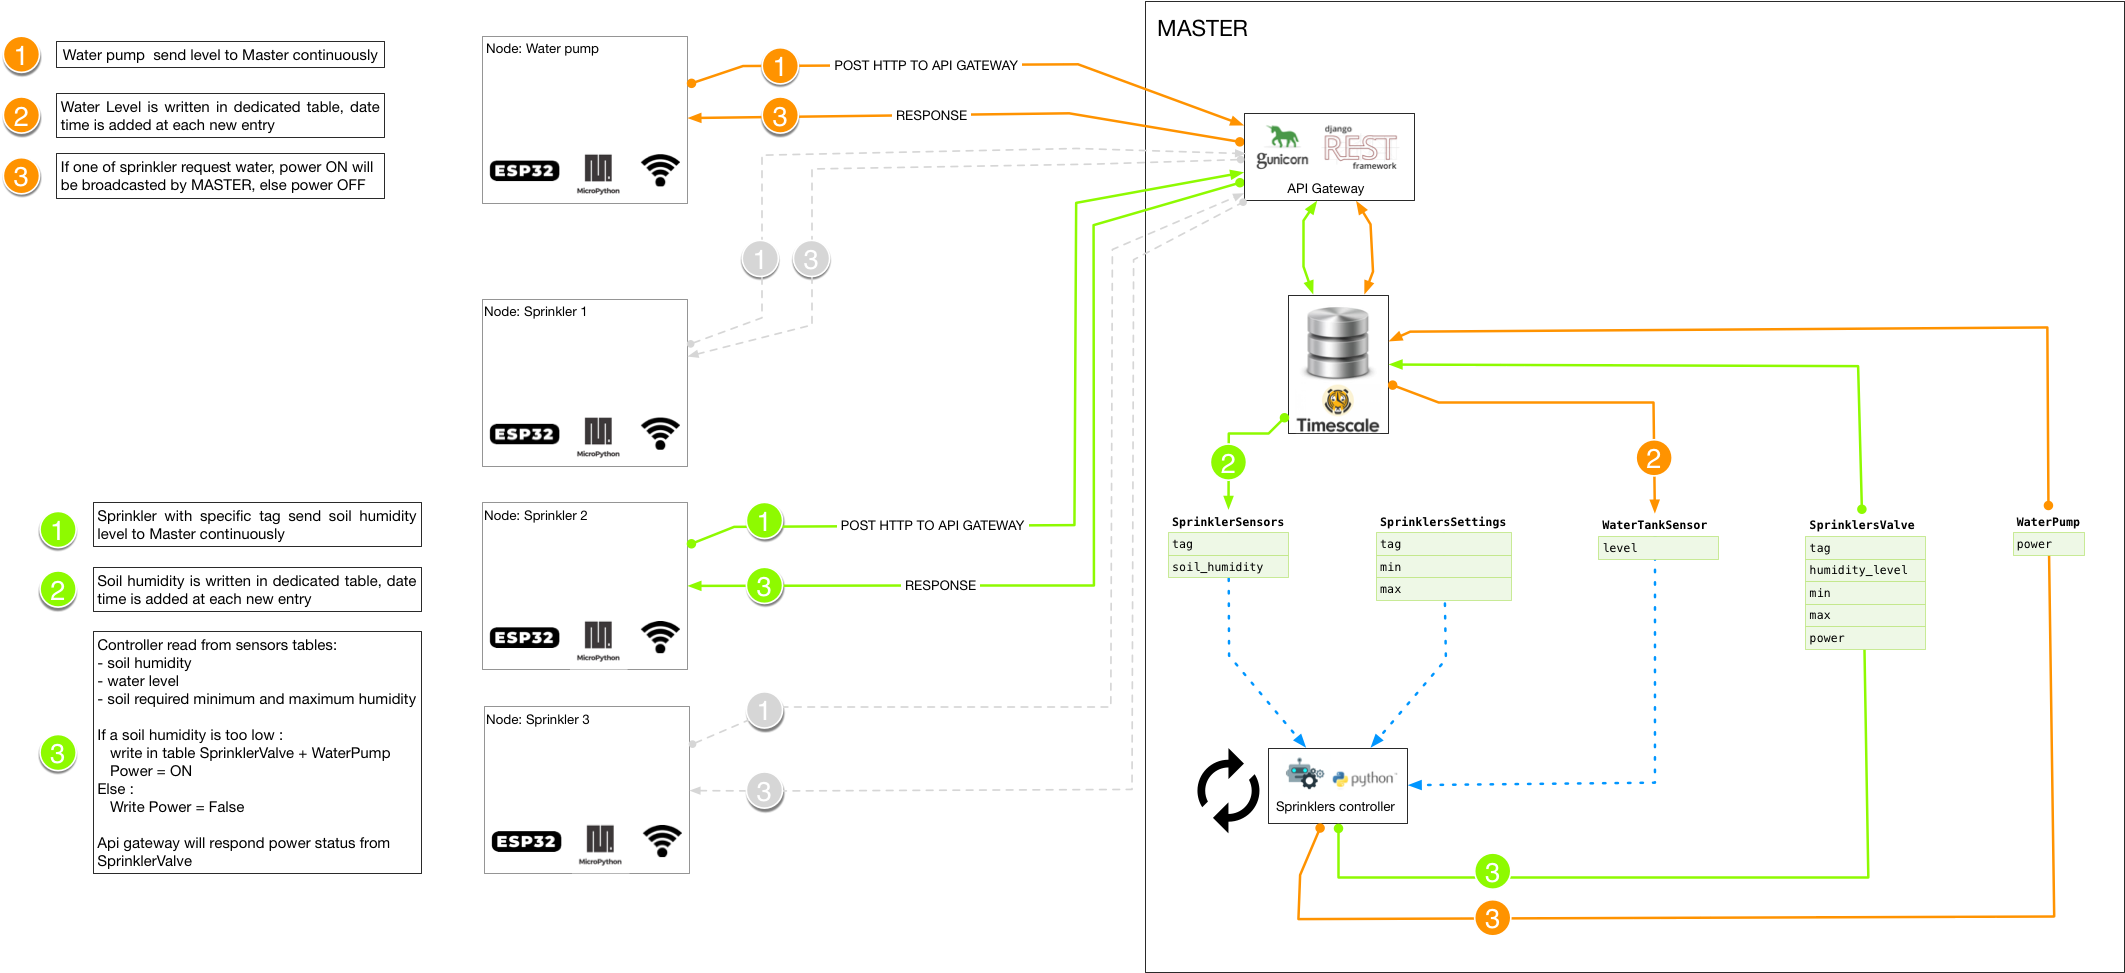 MASTER
1
Water pump  send level to Master continuously
2
Water Level is written in dedicated table, date
time is added at each new entry
3
If one of sprinkler request water, power ON will
be broadcasted by MASTER, else power OFF
Node: Water pump
ESP32
MicroPython
1
POST HTTP TO API GATEWAY
3
RESPONSE
gunicorn
django
REST
framework
API Gateway
1
3
Node: Sprinkler 1
ESP32
MicroPython
Timescale
1
Sprinkler with specific tag send soil humidity
level to Master continuously
2
Soil humidity is written in dedicated table, date
time is added at each new entry
3
Controller read from sensors tables:
- soil humidity
- water level
- soil required minimum and maximum humidity
If a soil humidity is too low :
write in table SprinklerValve + WaterPump
Power = ON
Else :
Write Power = False
Api gateway will respond power status from
SprinklerValve
Node: Sprinkler 2
ESP32
MicroPython
1
POST HTTP TO API GATEWAY
3
RESPONSE
Node: Sprinkler 3
ESP32
MicroPython
1
3
2
2
SprinklerSensors
tag
soil_humidity
SprinklersSettings
tag
min
max
WaterTankSensor
level
SprinklersValve
tag
humidity_level
min
max
power
WaterPump
power
python
Sprinklers controller
3
3